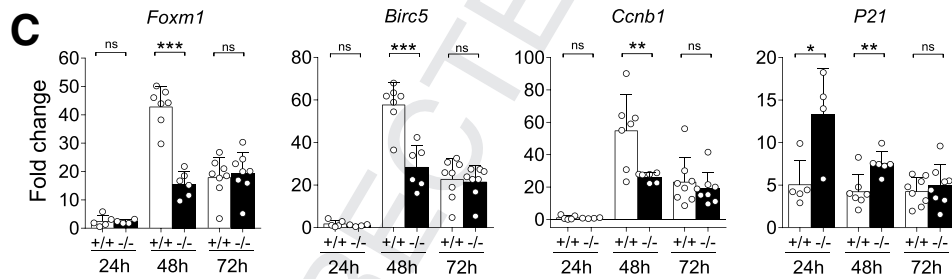 C
Foxm1 Birc5 Ccnb1 P21
ns *** ns ns *** ns ns ** ns * ** ns
Fold change
60 50 40 30 20 10 0
80 60 40 20 0
100 80 60 40 20 0
20 15 10 5 0
+/+ -/- +/+ -/- +/+ -/- +/+ -/- +/+ -/- +/+ -/- +/+ -/- +/+ -/- +/+ -/- +/+ -/- +/+ -/- +/+ -/-
24h 48h 72h 24h 48h 72h 24h 48h 72h 24h 48h 72h